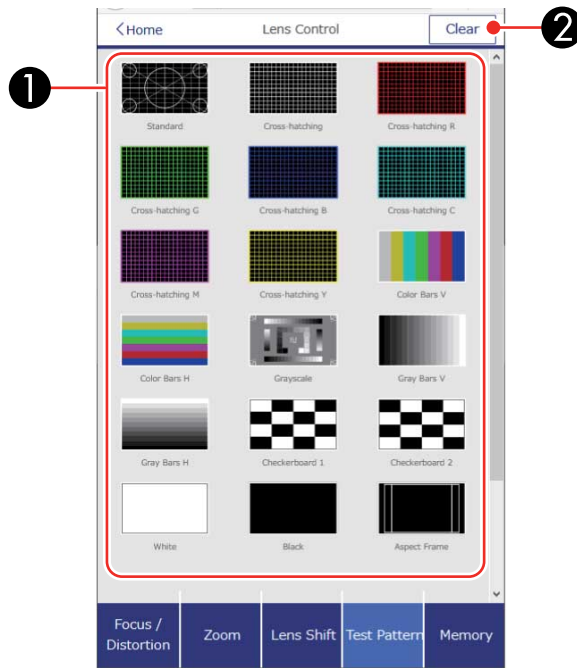 <Home Lens Control Clear
1
2
Standard Cross-hatching Cross-hatching R
Cross-hatching G Cross-hatching B Cross-hatching C
Cross-hatching M Cross-hatching Y Color Bars V
Color Bars H Grayscale Gray Bars V
Gray Bars H Checkerboard 1 Checkerboard 2
White Black Aspect Frame
Focus /
Distortion Zoom Lens Shift Test Pattern Memory